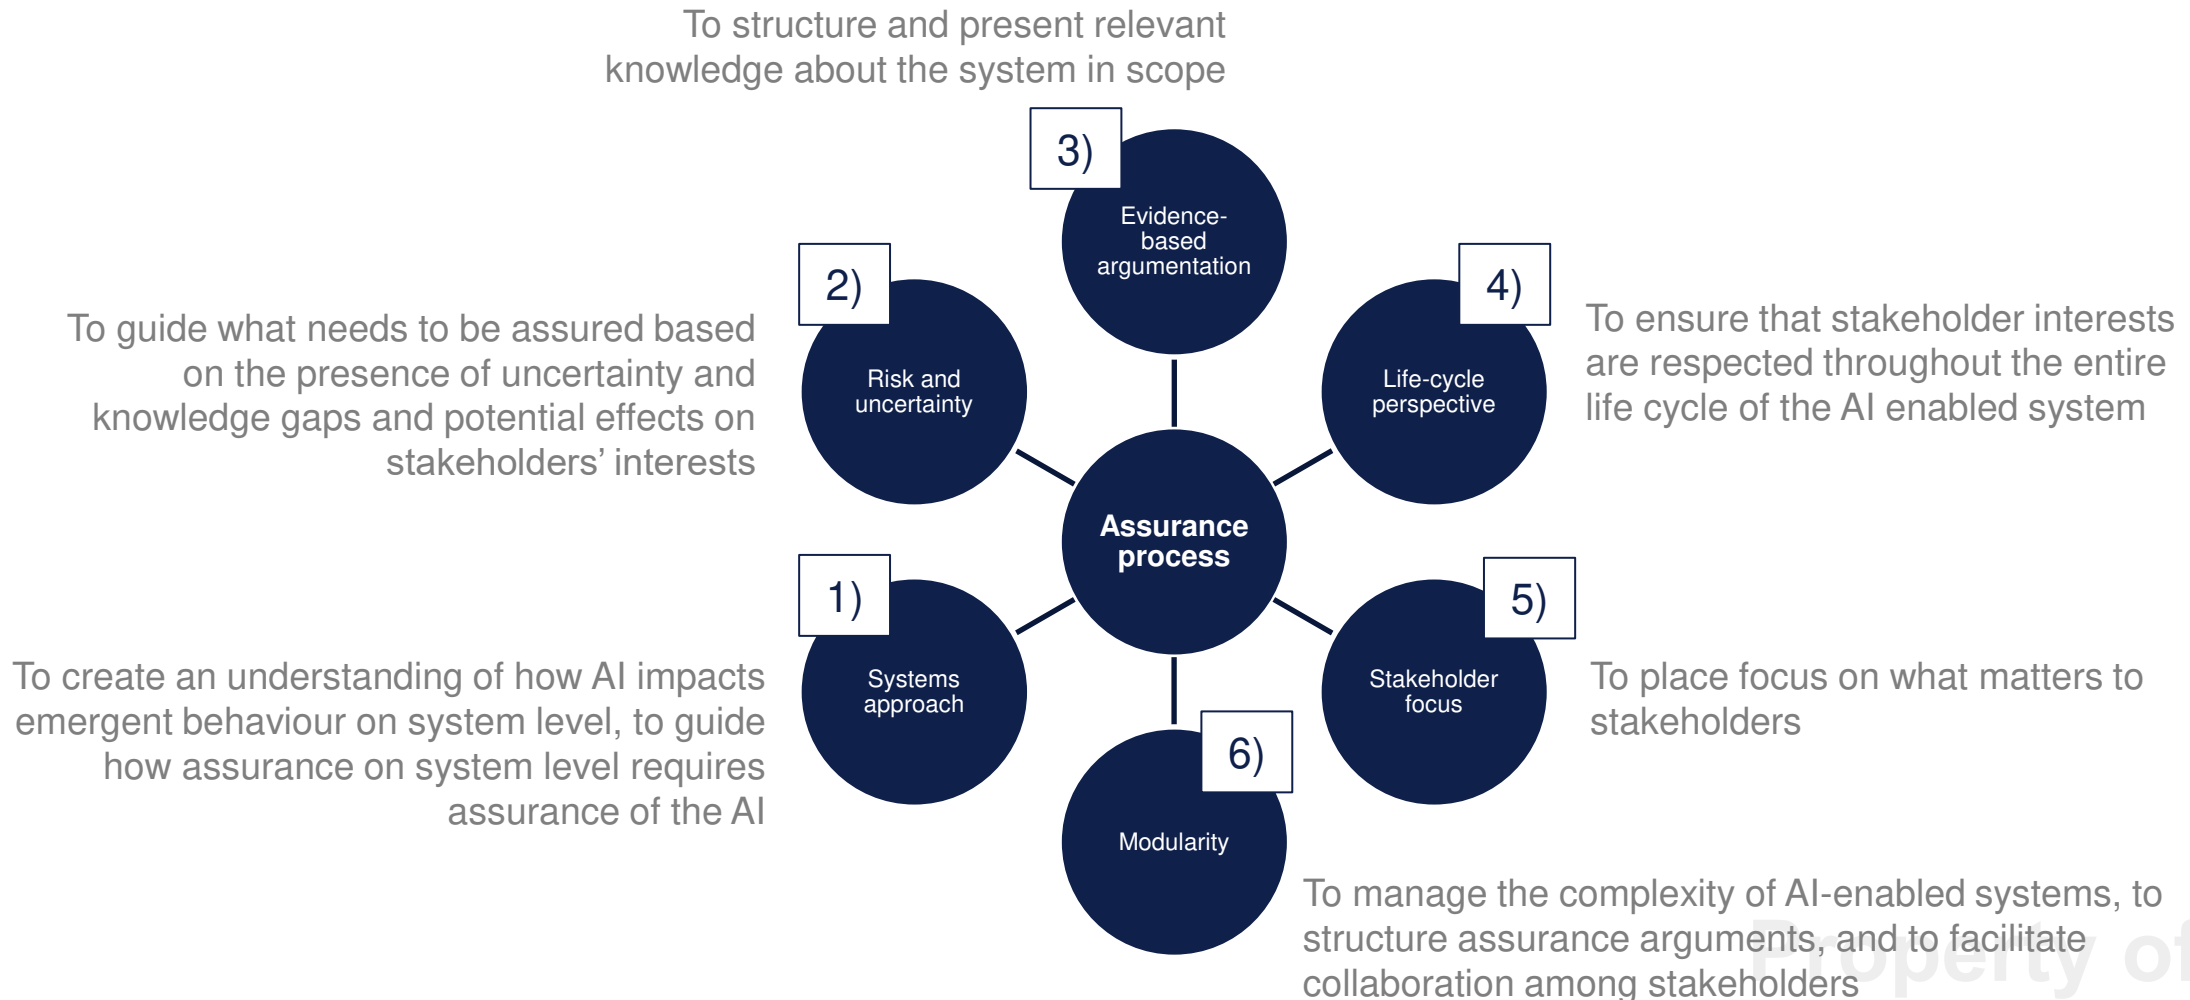 To structure and present relevant
knowledge about the system in scope
3)
Evidence-
based
argumentation
2)
Risk and
uncertainty
To guide what needs to be assured based
on the presence of uncertainty and
knowledge gaps and potential effects on
stakeholders’ interests
4)
Life-cycle
perspective
To ensure that stakeholder interests
are respected throughout the entire
life cycle of the AI enabled system
Assurance
process
1)
Systems
approach
To create an understanding of how AI impacts
emergent behaviour on system level, to guide
how assurance on system level requires
assurance of the AI
5)
Stakeholder
focus
To place focus on what matters to
stakeholders
6)
Modularity
To manage the complexity of AI-enabled systems, to
structure assurance arguments, and to facilitate
collaboration among stakeholders
Property of